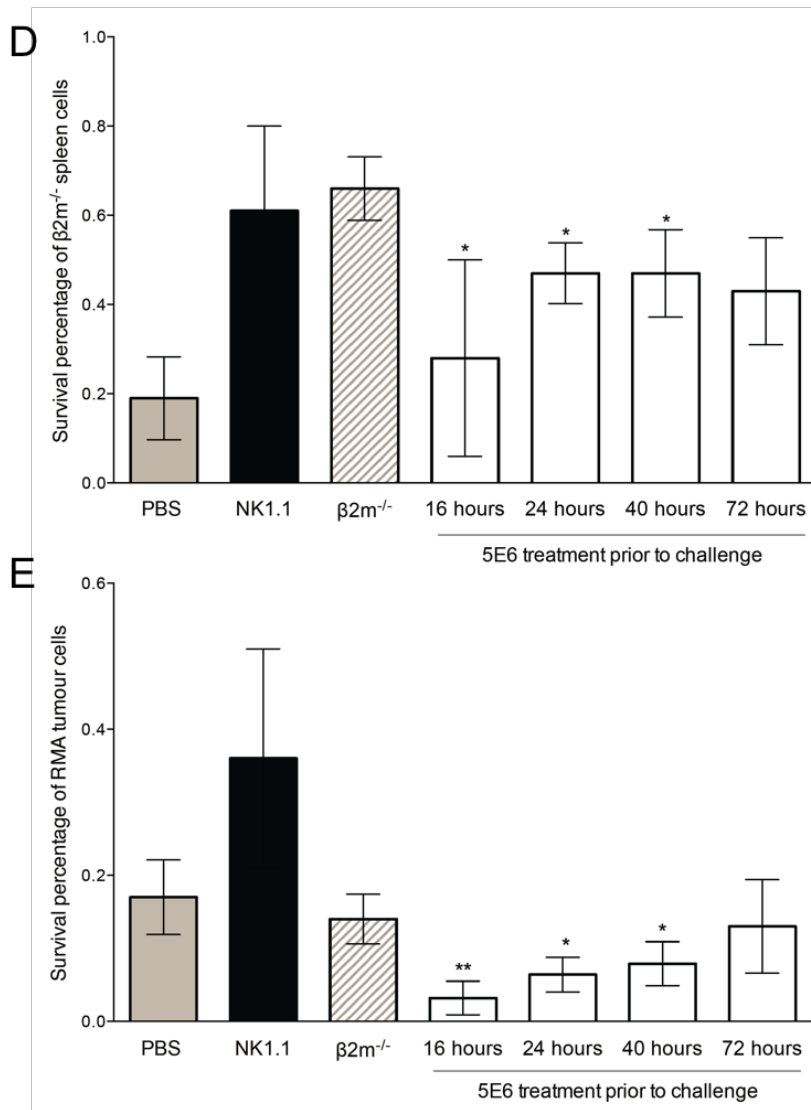 D
Survival percentage of β2m-/- spleen cells
1.0
0.8
0.6
0.4
0.2
0.0
*
*
*
PBS
NK1.1
β2m-/-
16 hours
24 hours
40 hours
72 hours
5E6 treatment prior to challenge
E
Survival percentage of RMA tumour cells
0.6
0.4
0.2
0.0
**
*
*
PBS
NK1.1
β2m-/-
16 hours
24 hours
40 hours
72 hours
5E6 treatment prior to challenge